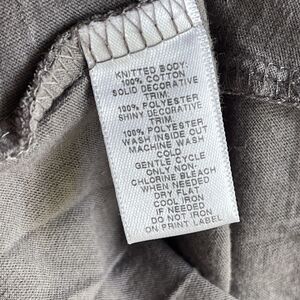 KNITTED BODY:
100% COTTON
SOLID DECORATIVE
TRIM:
100% POLYESTER
SHINY DECORATIVE
TRIM:
100% POLYESTER
WASH INSIDE OUT
MACHINE WASH
COLD
GENTLE CYCLE
ONLY NON-
CHLORINE BLEACH
WHEN NEEDED
DRY FLAT
COOL IRON
IF NEEDED
DO NOT IRON
ON PRINT LABEL